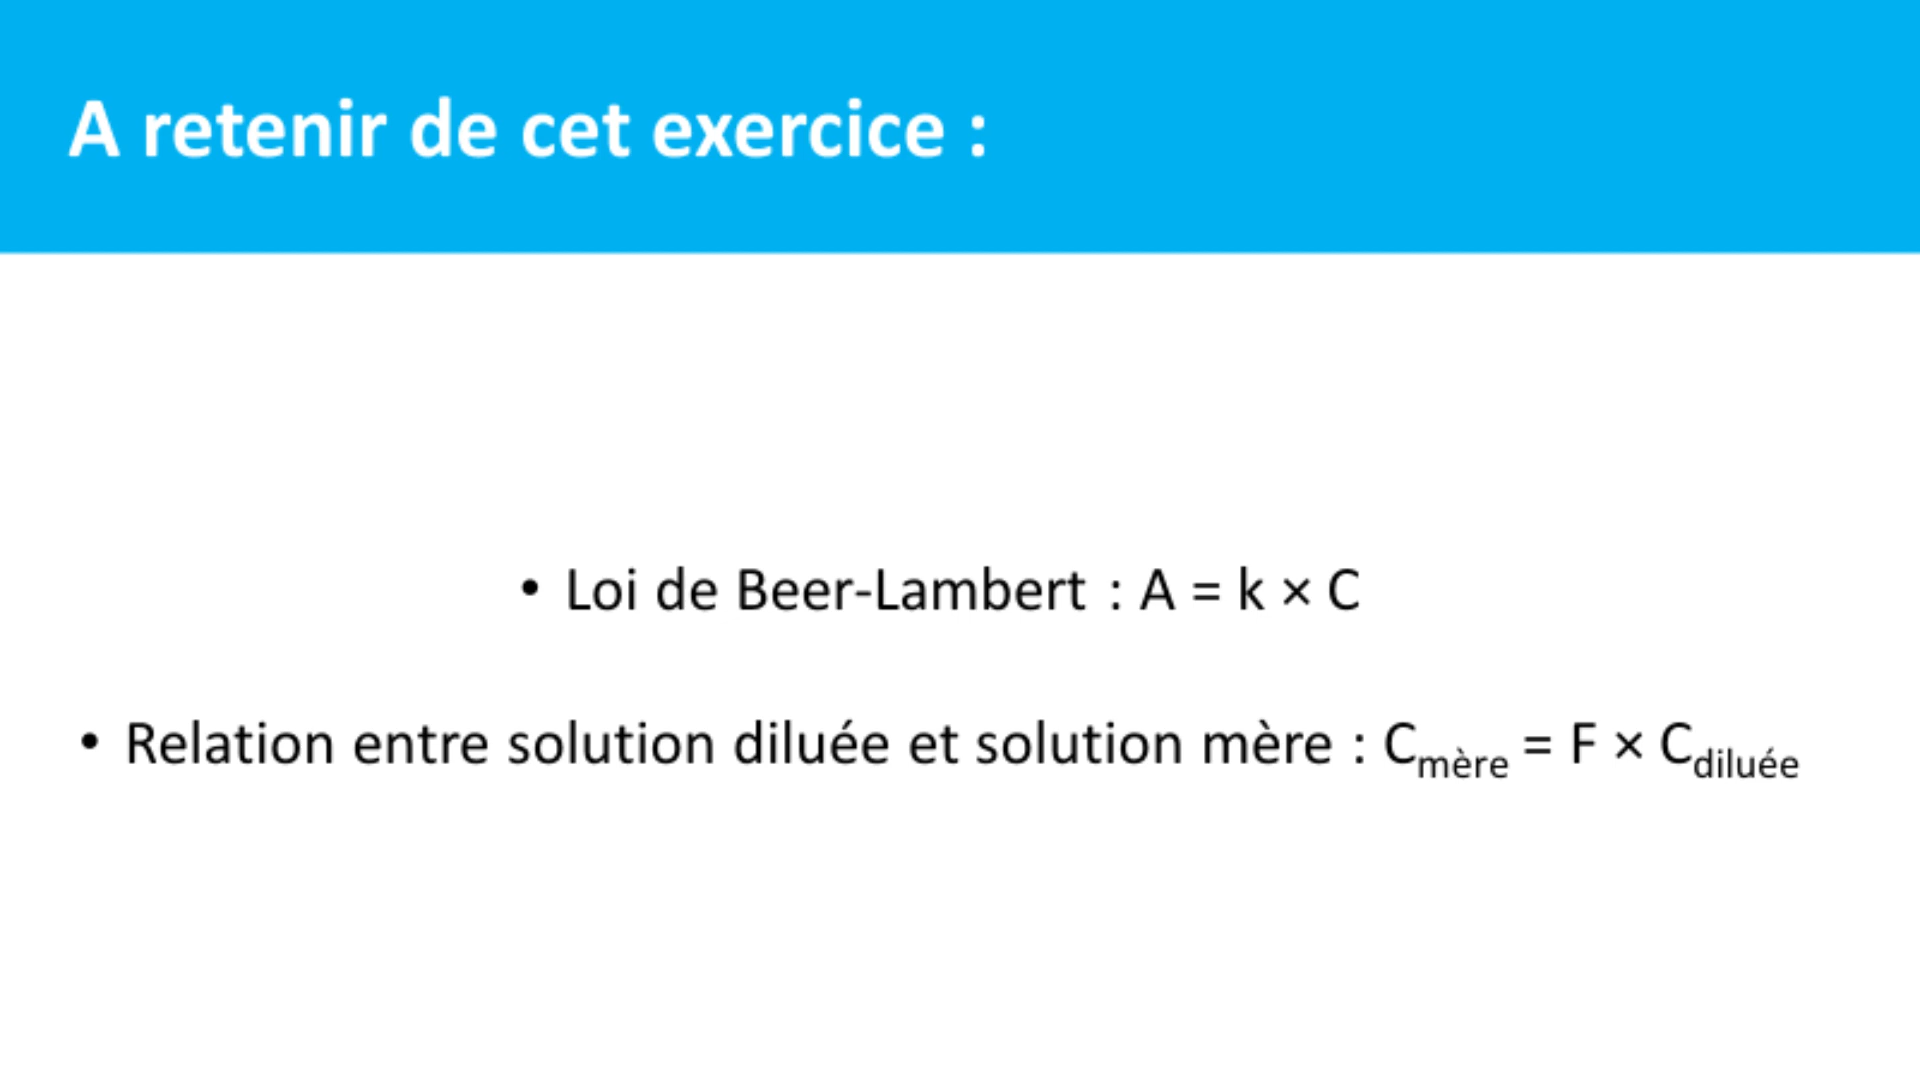 A retenir de cet exercice :
• Loi de Beer-Lambert : A = k × C
• Relation entre solution diluée et solution mère : Cmère = F × Cdiluée